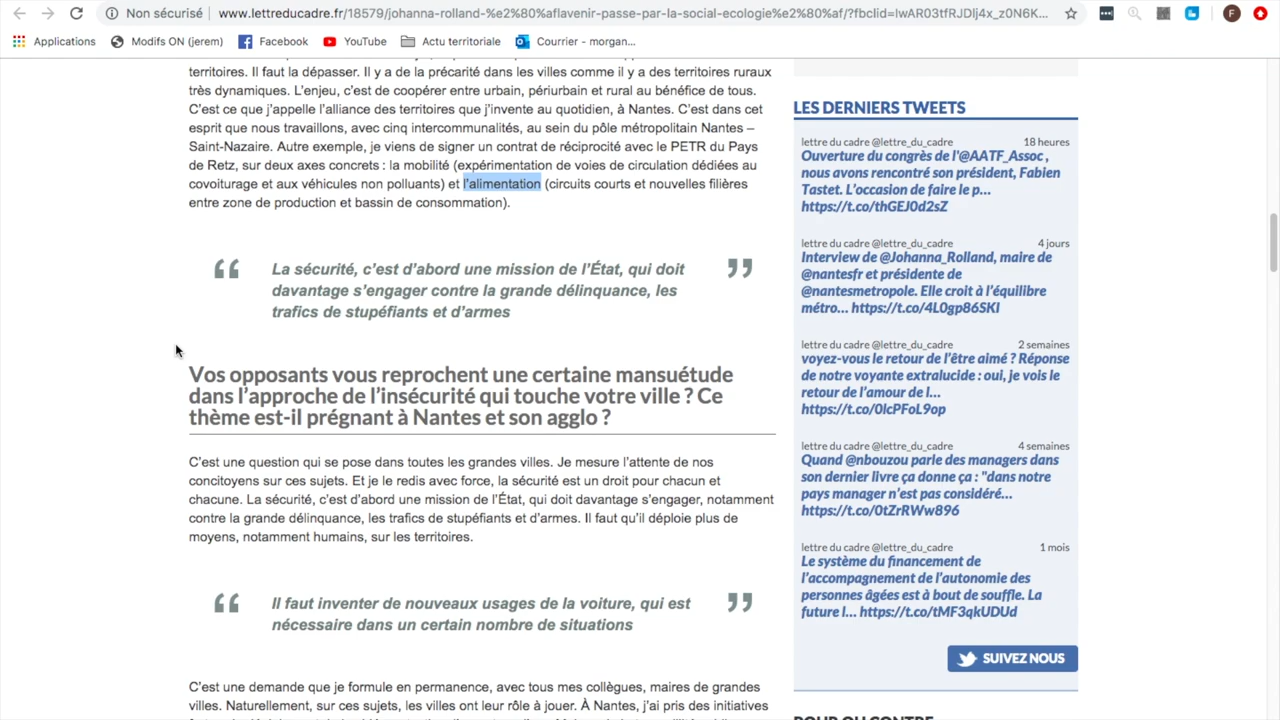 Non sécurisé
www.lettreducadre.fr/18579/johanna-rolland-%e2%80%aflavenir-passe-par-la-social-ecologie%e2%80%af/?fbclid=IwAR03tfRJDlj4x_z0N6K...
F
Applications
Modifs ON (jerem)
Facebook
YouTube
Actu territoriale
Courrier - morgan...
territoires. Il faut la dépasser. Il y a de la précarité dans les villes comme il y a des territoires ruraux
très dynamiques. L’enjeu, c’est de coopérer entre urbain, périurbain et rural au bénéfice de tous.
C’est ce que j’appelle l’alliance des territoires que j’invente au quotidien, à Nantes. C’est dans cet
esprit que nous travaillons, avec cinq intercommunalités, au sein du pôle métropolitain Nantes –
Saint-Nazaire. Autre exemple, je viens de signer un contrat de réciprocité avec le PETR du Pays
de Retz, sur deux axes concrets : la mobilité (expérimentation de voies de circulation dédiées au
covoiturage et aux véhicules non polluants) et l’alimentation (circuits courts et nouvelles filières
entre zone de production et bassin de consommation).
“ La sécurité, c’est d’abord une mission de l’État, qui doit ”
davantage s’engager contre la grande délinquance, les
trafics de stupéfiants et d’armes
Vos opposants vous reprochent une certaine mansuétude
dans l’approche de l’insécurité qui touche votre ville ? Ce
thème est-il prégnant à Nantes et son agglo ?
C’est une question qui se pose dans toutes les grandes villes. Je mesure l’attente de nos
concitoyens sur ces sujets. Et je le redis avec force, la sécurité est un droit pour chacun et
chacune. La sécurité, c’est d’abord une mission de l’État, qui doit davantage s’engager, notamment
contre la grande délinquance, les trafics de stupéfiants et d’armes. Il faut qu’il déploie plus de
moyens, notamment humains, sur les territoires.
“ Il faut inventer de nouveaux usages de la voiture, qui est ”
nécessaire dans un certain nombre de situations
C’est une demande que je formule en permanence, avec tous mes collègues, maires de grandes
villes. Naturellement, sur ces sujets, les villes ont leur rôle à jouer. À Nantes, j’ai pris des initiatives
LES DERNIERS TWEETS
lettre du cadre @lettre_du_cadre 18 heures
Ouverture du congrès de l'@AATF_Assoc ,
nous avons rencontré son président, Fabien
Tastet. L’occasion de faire le p...
https://t.co/thGEJ0d2sZ
lettre du cadre @lettre_du_cadre 4 jours
Interview de @Johanna_Rolland, maire de
@nantesfr et présidente de
@nantesmetropole. Elle croit à l’équilibre
métro... https://t.co/4L0gp86SKI
lettre du cadre @lettre_du_cadre 2 semaines
voyez-vous le retour de l’être aimé ? Réponse
de notre voyante extralucide : oui, je vois le
retour de l’amour de l...
https://t.co/0lcPFoL9op
lettre du cadre @lettre_du_cadre 4 semaines
Quand @nbouzou parle des managers dans
son dernier livre ça donne ça : "dans notre
pays manager n’est pas considéré...
https://t.co/0tZrRWw896
lettre du cadre @lettre_du_cadre 1 mois
Le système du financement de
l’accompagnement de l’autonomie des
personnes âgées est à bout de souffle. La
future l... https://t.co/tMF3qkUDUd
SUIVEZ NOUS
POUR OU CONTRE